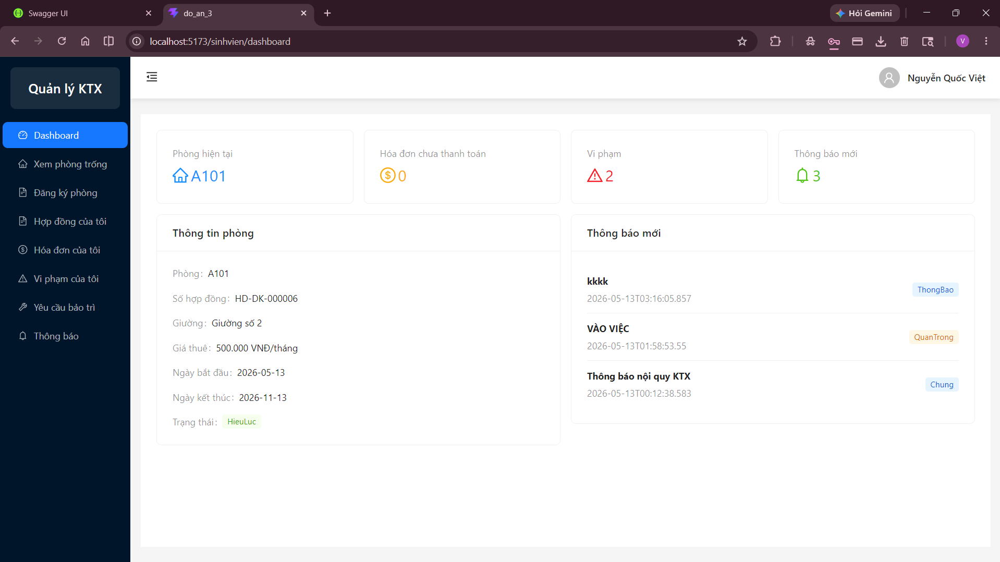 Swagger UI
do_an_3
Hỏi Gemini
localhost:5173/sinhvien/dashboard
V
Quản lý KTX
Nguyễn Quốc Việt
Dashboard
Xem phòng trống
Đăng ký phòng
Hợp đồng của tôi
Hóa đơn của tôi
Vi phạm của tôi
Yêu cầu bảo trì
Thông báo
Phòng hiện tại
A101
Hóa đơn chưa thanh toán
0
Vi phạm
2
Thông báo mới
3
Thông tin phòng
Phòng: A101
Số hợp đồng: HD-DK-000006
Giường: Giường số 2
Giá thuê: 500.000 VNĐ/tháng
Ngày bắt đầu: 2026-05-13
Ngày kết thúc: 2026-11-13
Trạng thái: HieuLuc
Thông báo mới
kkkk
2026-05-13T03:16:05.857
ThongBao
VÀO VIỆC
2026-05-13T01:58:53.55
QuanTrong
Thông báo nội quy KTX
2026-05-13T00:12:38.583
Chung